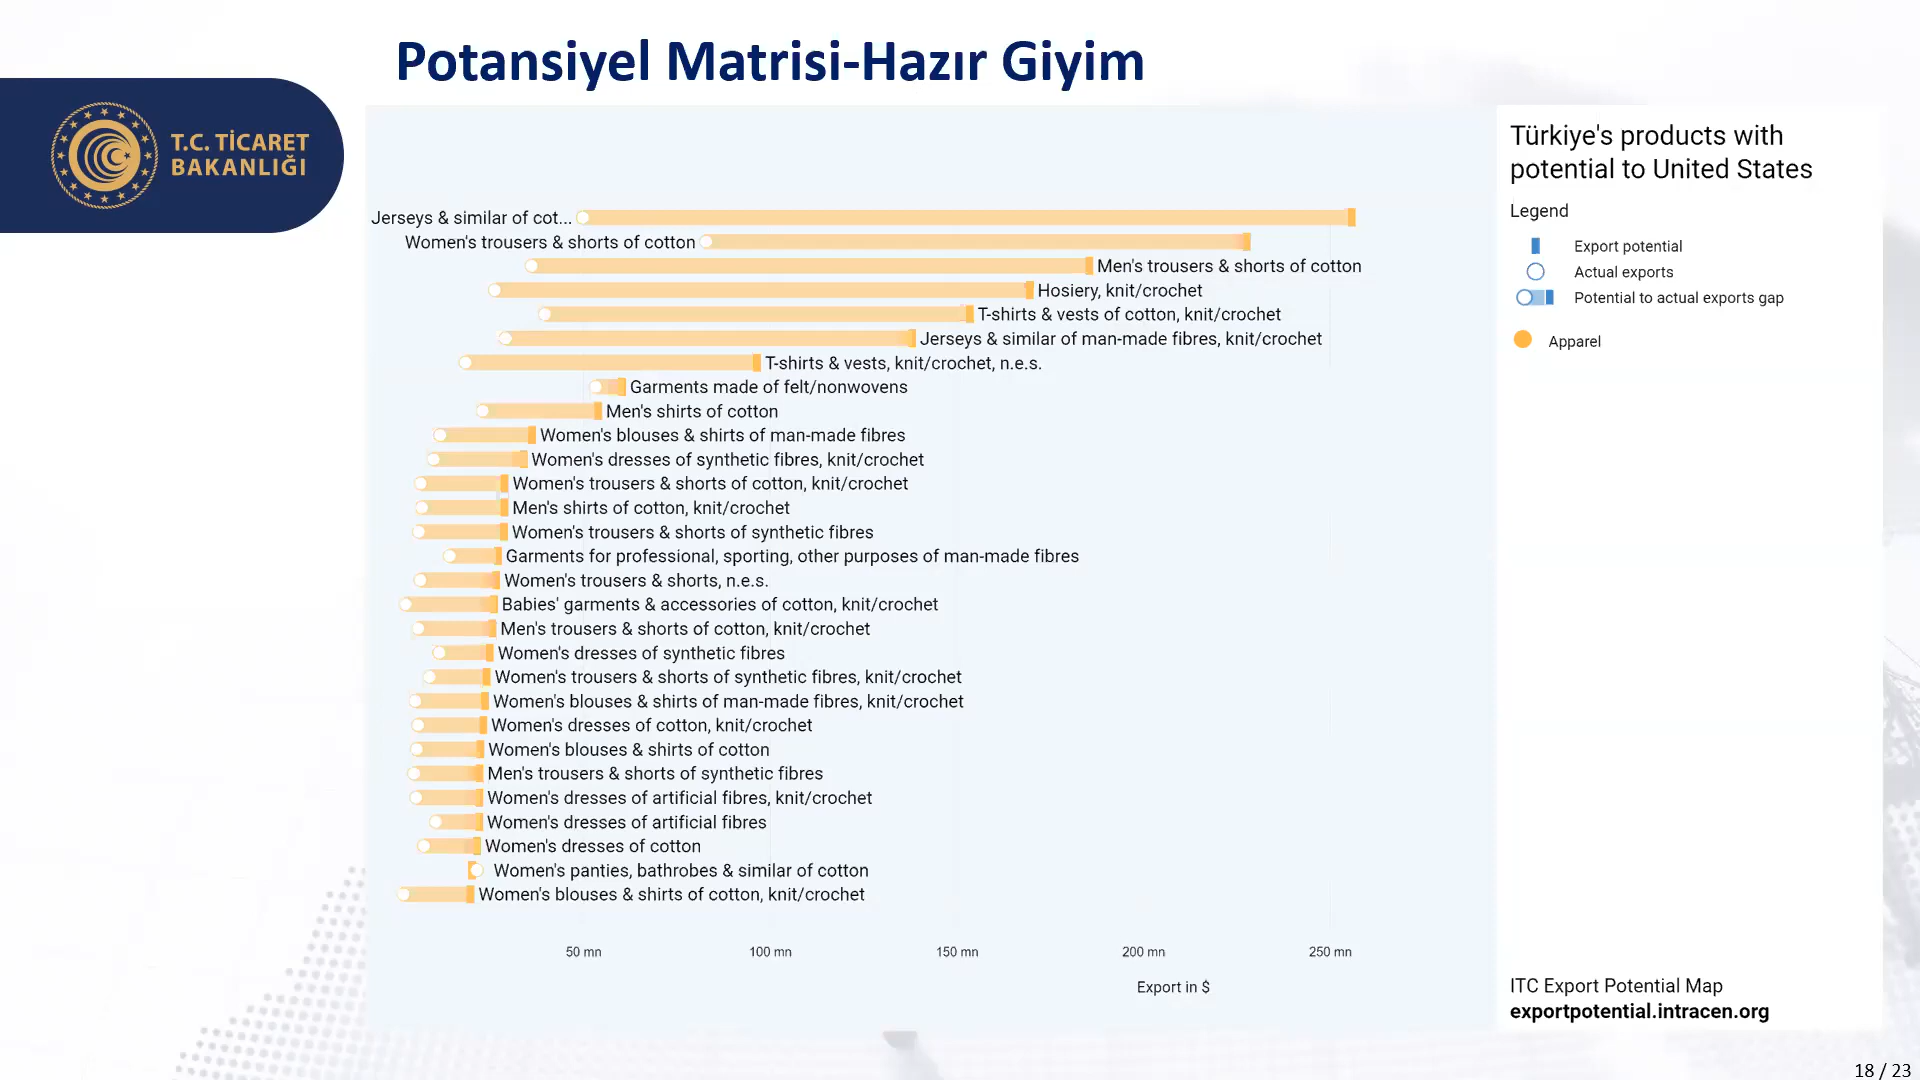 Potansiyel Matrisi-Hazır Giyim
T.C. TİCARET
BAKANLIĞI
Jerseys & similar of cot...
Women's trousers & shorts of cotton
Men's trousers & shorts of cotton
Hosiery, knit/crochet
T-shirts & vests of cotton, knit/crochet
Jerseys & similar of man-made fibres, knit/crochet
T-shirts & vests, knit/crochet, n.e.s.
Garments made of felt/nonwovens
Men's shirts of cotton
Women's blouses & shirts of man-made fibres
Women's dresses of synthetic fibres, knit/crochet
Women's trousers & shorts of cotton, knit/crochet
Men's shirts of cotton, knit/crochet
Women's trousers & shorts of synthetic fibres
Garments for professional, sporting, other purposes of man-made fibres
Women's trousers & shorts, n.e.s.
Babies' garments & accessories of cotton, knit/crochet
Men's trousers & shorts of cotton, knit/crochet
Women's dresses of synthetic fibres
Women's trousers & shorts of synthetic fibres, knit/crochet
Women's blouses & shirts of man-made fibres, knit/crochet
Women's dresses of cotton, knit/crochet
Women's blouses & shirts of cotton
Men's trousers & shorts of synthetic fibres
Women's dresses of artificial fibres, knit/crochet
Women's dresses of artificial fibres
Women's dresses of cotton
Women's panties, bathrobes & similar of cotton
Women's blouses & shirts of cotton, knit/crochet
50 mn 100 mn 150 mn 200 mn 250 mn
Export in $
Türkiye's products with
potential to United States
Legend
Export potential
Actual exports
Potential to actual exports gap
Apparel
ITC Export Potential Map
exportpotential.intracen.org
18 / 23